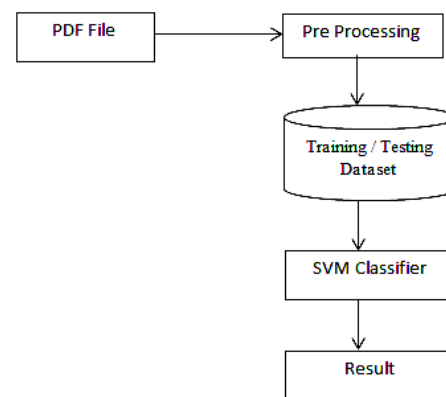 PDF File
Pre Processing
Training / Testing
Dataset
SVM Classifier
Result